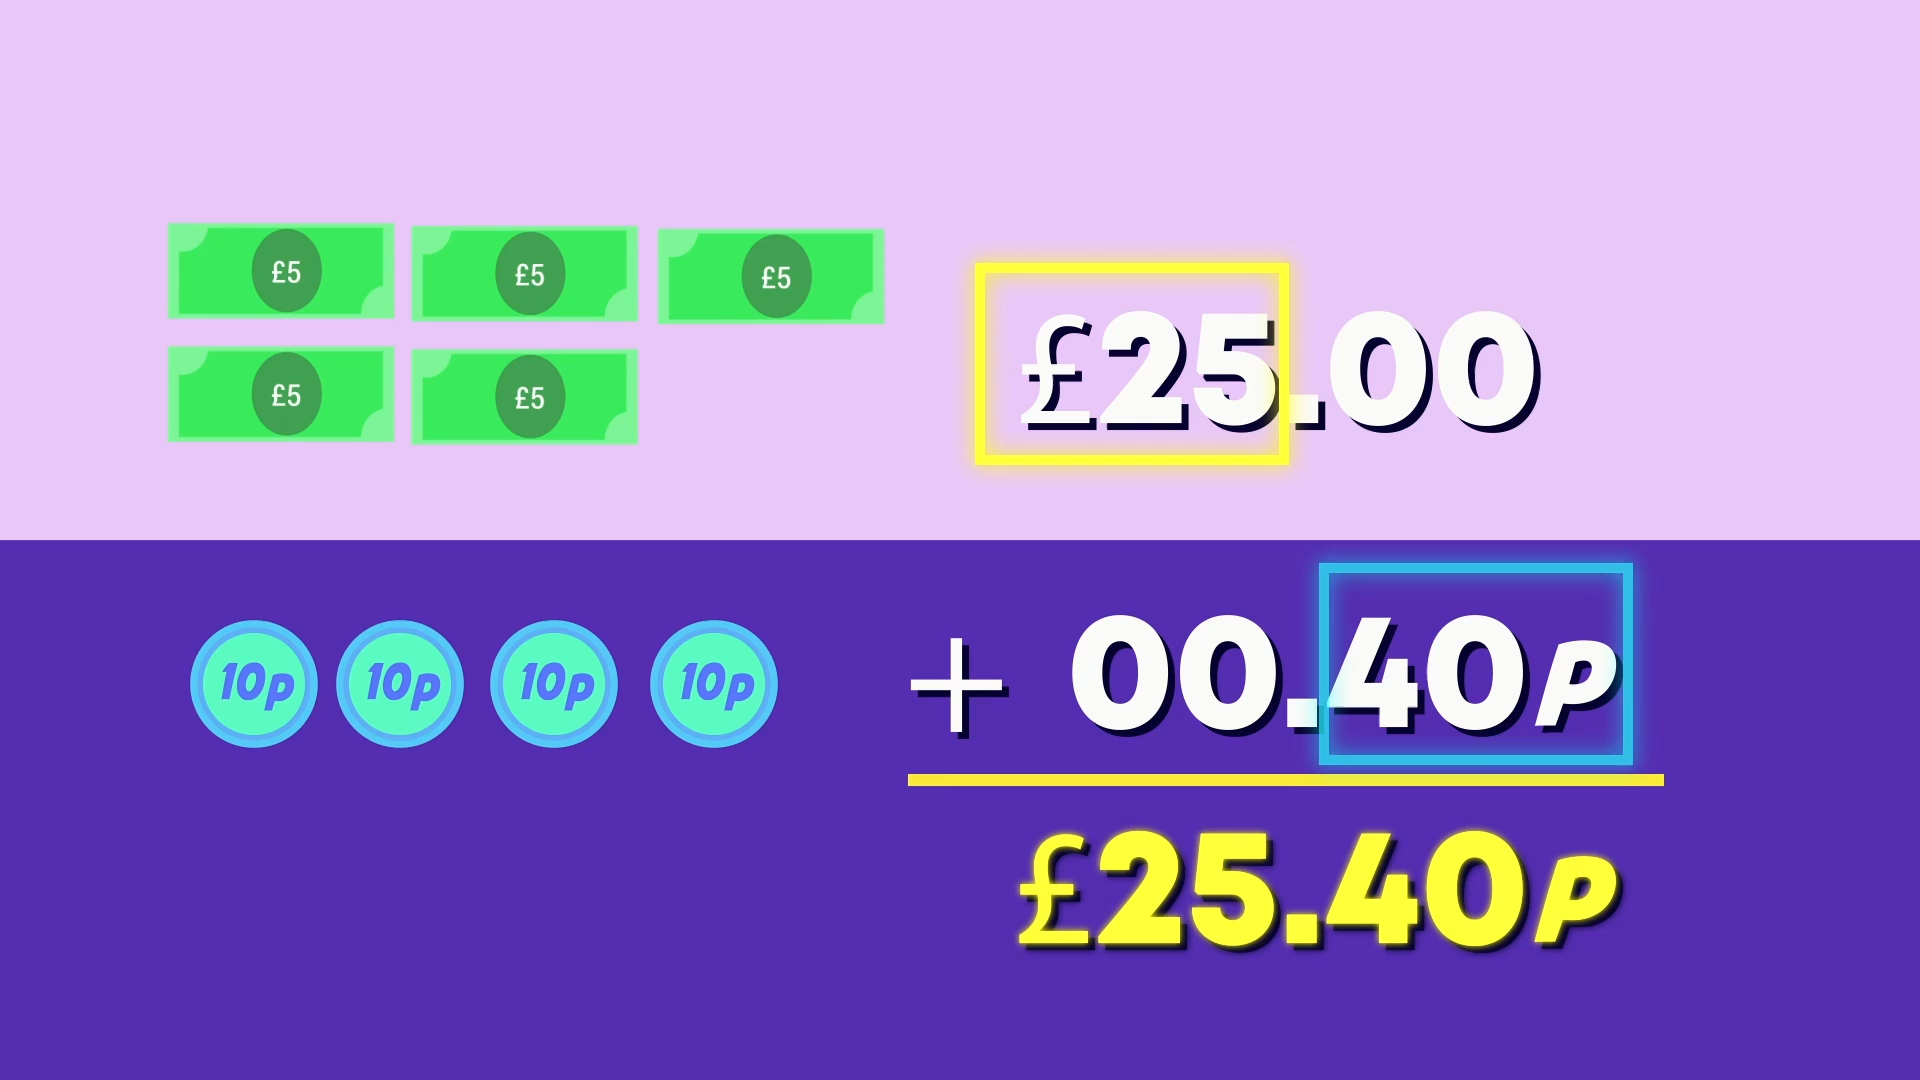 £5 £5 £5
£5 £5
£25.00
10p 10p 10p 10p
+ 00.40p
£25.40p